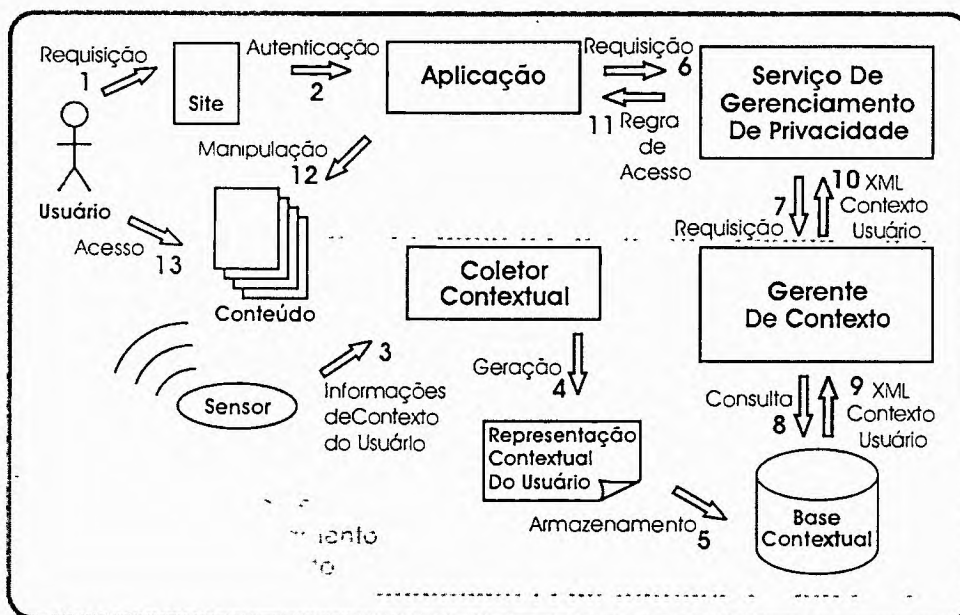 Requisição
1
Site
Autenticação
2
Aplicação
Requisição
6
Serviço De
Gerenciamento
De Privacidade
11 Regra
de
Acesso
Manipulação
12
Usuário
Acesso
13
Conteúdo
7
Requisição
10 XML
Contexto
Usuário
Coletor
Contextual
Gerente
De Contexto
3
Informações
deContexto
do Usuário
Sensor
Geração
4
Consulta
8
9 XML
Contexto
Usuário
Representação
Contextual
Do Usuário
Armazenamento
5
Base
Contextual